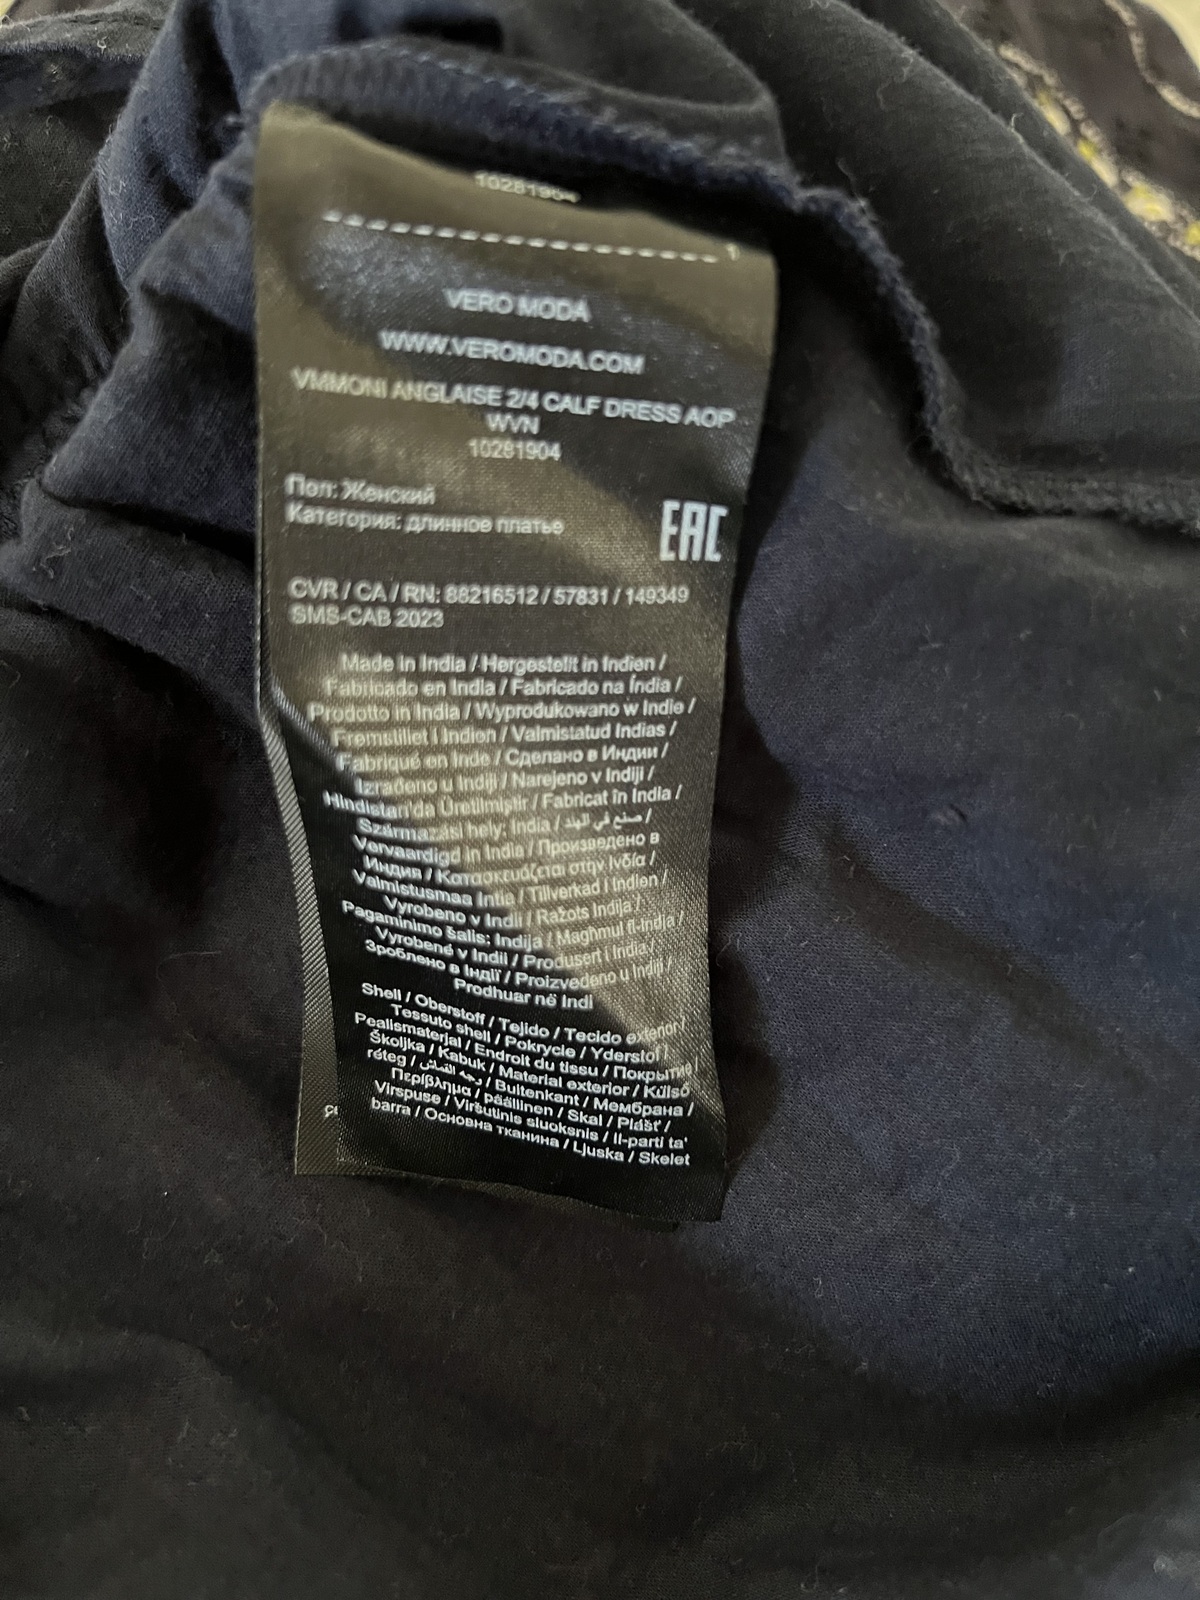 10281904
1
VERO MODA
WWW.VEROMODA.COM
VMMONI ANGLAISE 2/4 CALF DRESS AOP
WVN
10281904
Пол: Женский
Категория: длинное платье
EAC
CVR / CA / RN: 88216512 / 57831 / 149349
SMS-CAB 2023
Made in India / Hergestellt in Indien /
Fabricado en India / Fabricado na Índia /
Prodotto in India / Wyprodukowano w Indie /
Fremstillet i Indien / Valmistatud Indias /
Fabriqué en Inde / Сделано в Индии /
Izrađeno u Indiji / Narejeno v Indiji /
Hindistan'da Üretilmiştir / Fabricat în India /
Származási hely: India / صنع في الهند /
Vervaardigd in India / Произведено в
Индия / Κατασκευάζεται στην Ινδία /
Valmistusmaa Intia / Tillverkad i Indien /
Vyrobeno v Indii / Ražots Indija /
Pagaminimo šalis: Indija / Maghmul fl-Indja /
Vyrobené v Indii / Produsert i India /
Зроблено в Індії / Proizvedeno u Indiji /
Prodhuar në Indi
Shell / Oberstoff / Tejido / Tecido exterior /
Tessuto shell / Pokrycie / Yderstof /
Pealismaterjal / Endroit du tissu / Покрытие /
Školjka / Kabuk / Material exterior / Külső
réteg / وجه القماش / Buitenkant / Мембрана /
Περίβλημα / päällinen / Skal / Plášť /
Virspuse / Viršutinis sluoksnis / Il-parti ta'
barra / Основна тканина / Ljuska / Skelet